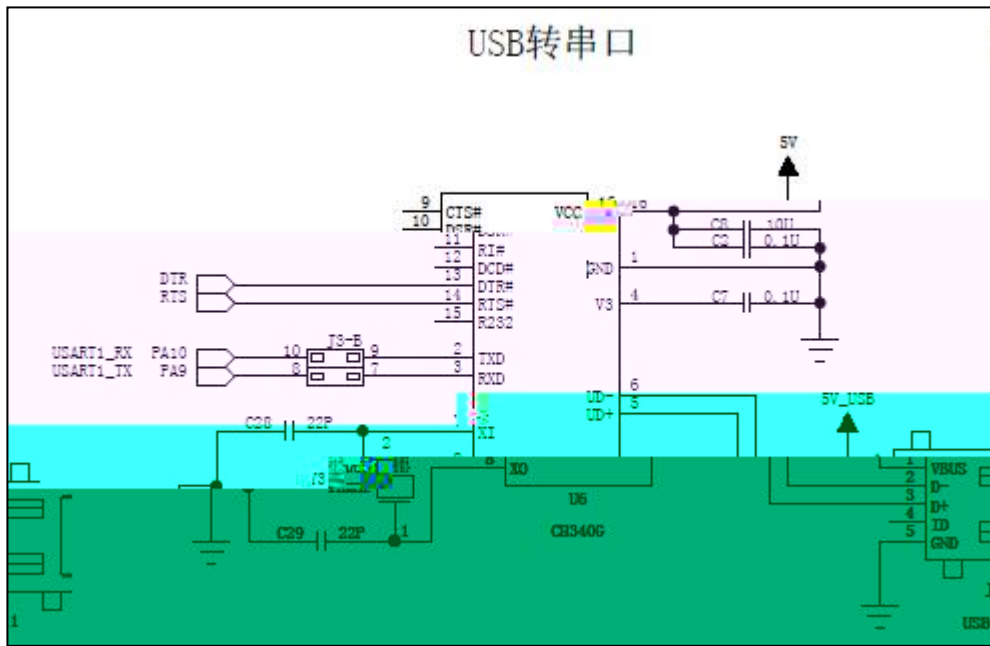 USB转串口
5V
9 CTS# VCC
10 DSR#
C8 10U
C2 0.1U
11 RI#
12 DCD# GND 1
DTR 13 DTR#
RTS 14 RTS# V3 4 C7 0.1U
15 R232
J3-B
USART1_RX PA10 10 9 2 TXD
USART1_TX PA9 8 7 3 RXD
UD- 6
UD+ 5
5V_USB
C28 22P XI
2
8 XO
1 VBUS
2 D-
3 D+
4 ID
5 GND
U6
CH340G
C29 22P 1
1
USB